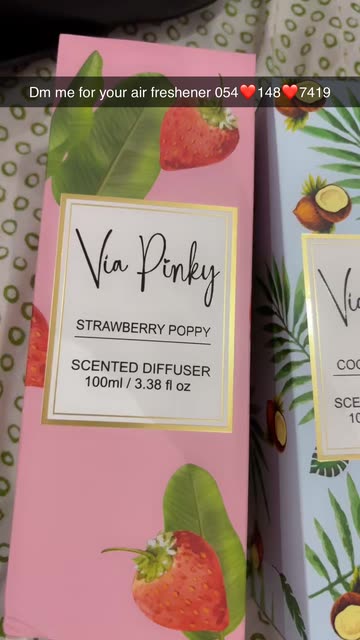 Dm me for your air freshener 054❤️148❤️7419
Via Pinky
STRAWBERRY POPPY
SCENTED DIFFUSER
100ml / 3.38 fl oz